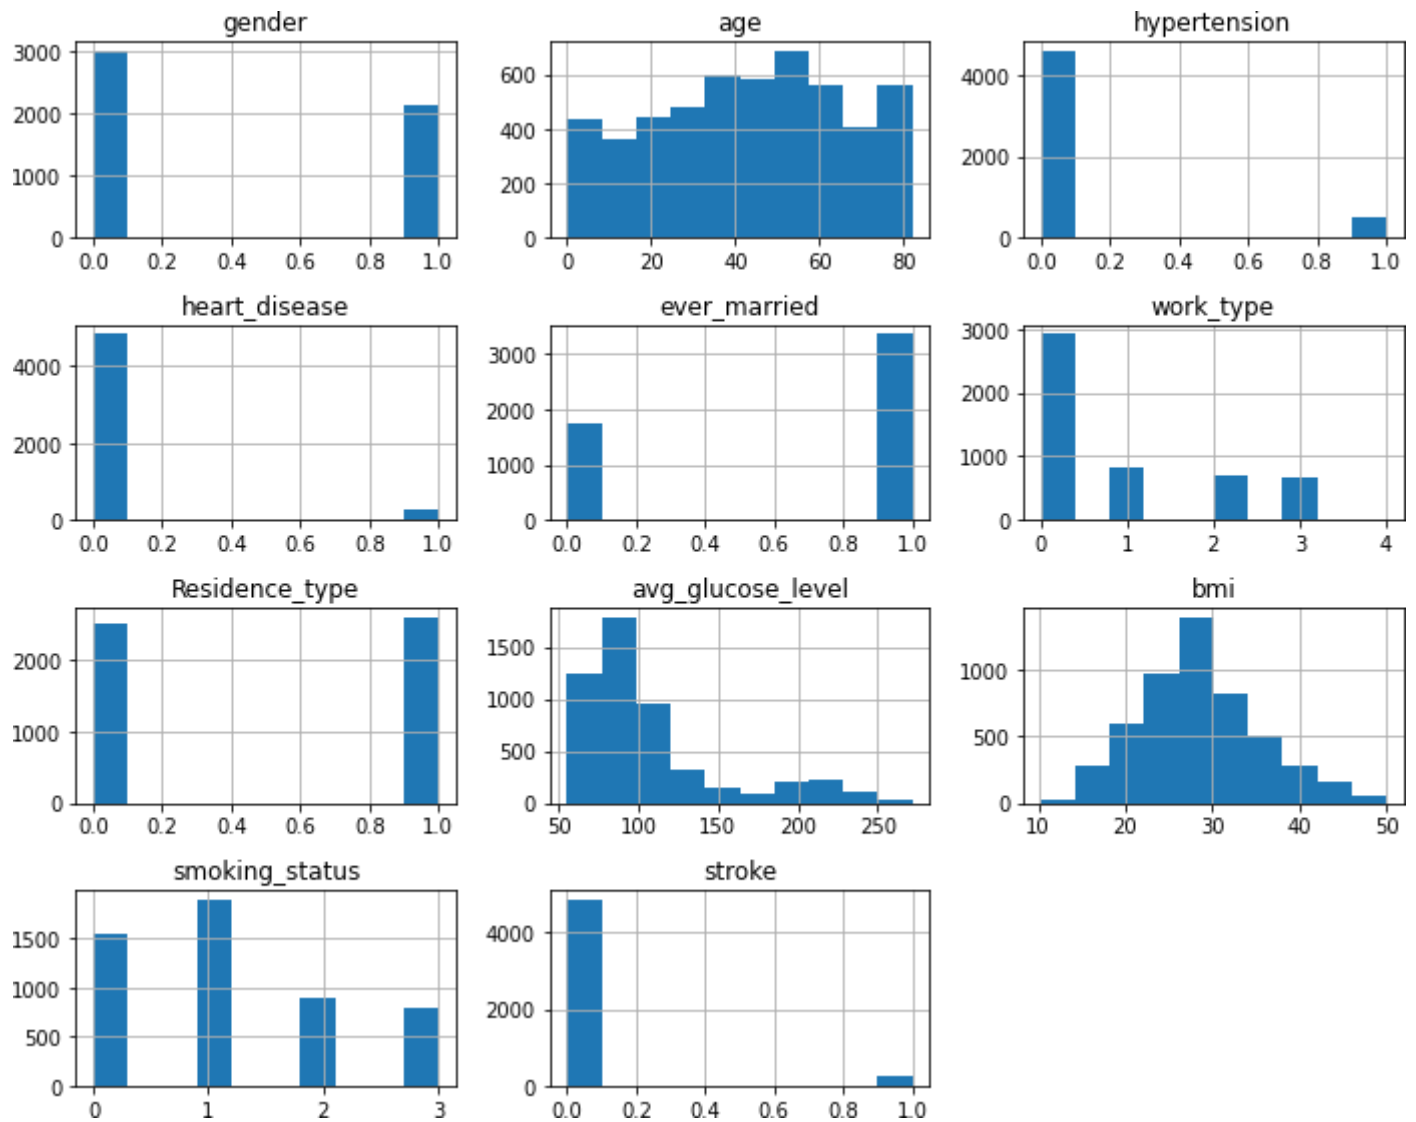 gender
3000
2000
1000
0
0.0 0.2 0.4 0.6 0.8 1.0
age
600
400
200
0
0 20 40 60 80
hypertension
4000
2000
0
0.0 0.2 0.4 0.6 0.8 1.0
heart_disease
4000
2000
0
0.0 0.2 0.4 0.6 0.8 1.0
ever_married
3000
2000
1000
0
0.0 0.2 0.4 0.6 0.8 1.0
work_type
3000
2000
1000
0
0 1 2 3 4
Residence_type
2000
1000
0
0.0 0.2 0.4 0.6 0.8 1.0
avg_glucose_level
1500
1000
500
0
50 100 150 200 250
bmi
1000
500
0
10 20 30 40 50
smoking_status
1500
1000
500
0
0 1 2 3
stroke
4000
2000
0
0.0 0.2 0.4 0.6 0.8 1.0